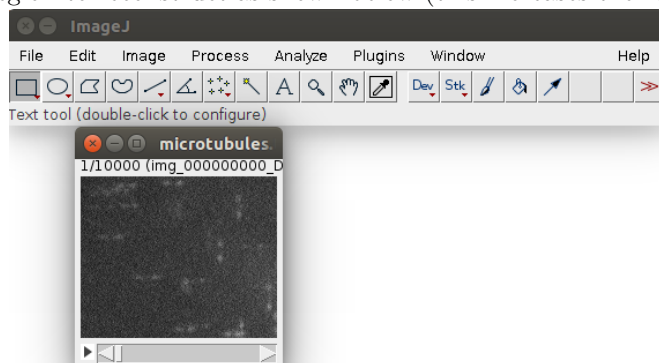 ImageJ
File Edit Image Process Analyze Plugins Window Help
A Dev Stk >>
Text tool (double-click to configure)
microtubules.
1/10000 (img_000000000_D